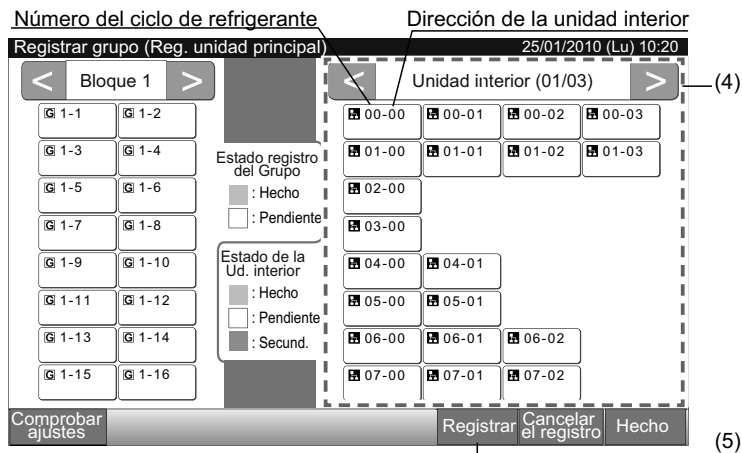 Número del ciclo de refrigerante
Dirección de la unidad interior
Registrar grupo (Reg. unidad principal)
25/01/2010 (Lu) 10:20
< Bloque 1 >
< Unidad interior (01/03) >
(4)
G 1-1 G 1-2
G 1-3 G 1-4
G 1-5 G 1-6
G 1-7 G 1-8
G 1-9 G 1-10
G 1-11 G 1-12
G 1-13 G 1-14
G 1-15 G 1-16
Estado registro
del Grupo
: Hecho
: Pendiente
Estado de la
Ud. interior
: Hecho
: Pendiente
: Secund.
00-00 00-01 00-02 00-03
01-00 01-01 01-02 01-03
02-00
03-00
04-00 04-01
05-00 05-01
06-00 06-01 06-02
07-00 07-01 07-02
Comprobar
ajustes
Registrar
Cancelar
el registro
Hecho
(5)